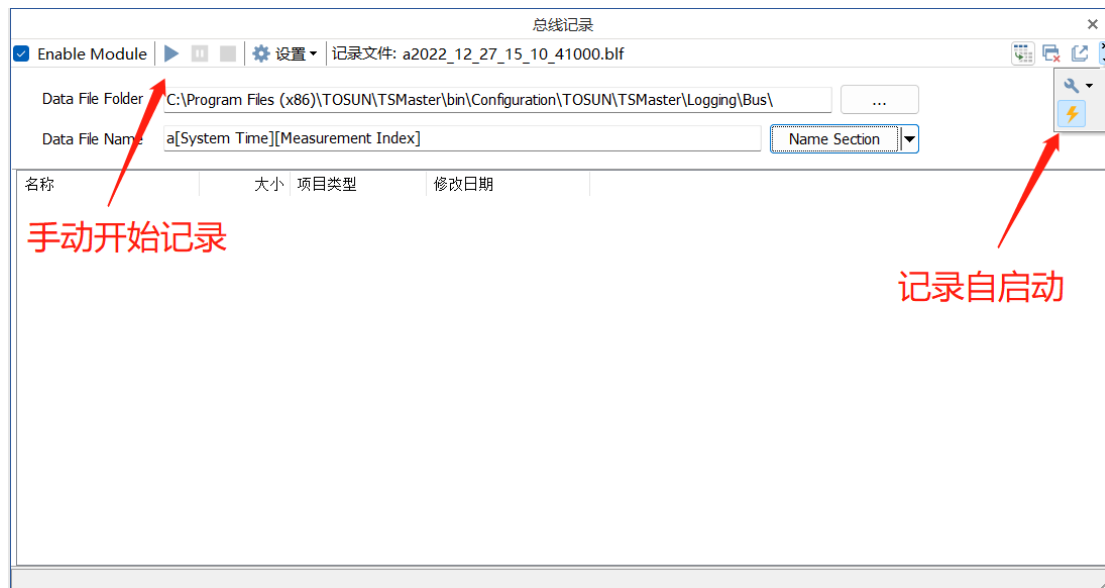 总线记录
Enable Module 设置 记录文件: a2022_12_27_15_10_41000.blf
Data File Folder C:\Program Files (x86)\TOSUN\TSMaster\bin\Configuration\TOSUN\TSMaster\Logging\Bus\ ...
Data File Name a[System Time][Measurement Index] Name Section
名称 大小 项目类型 修改日期
手动开始记录
记录自启动